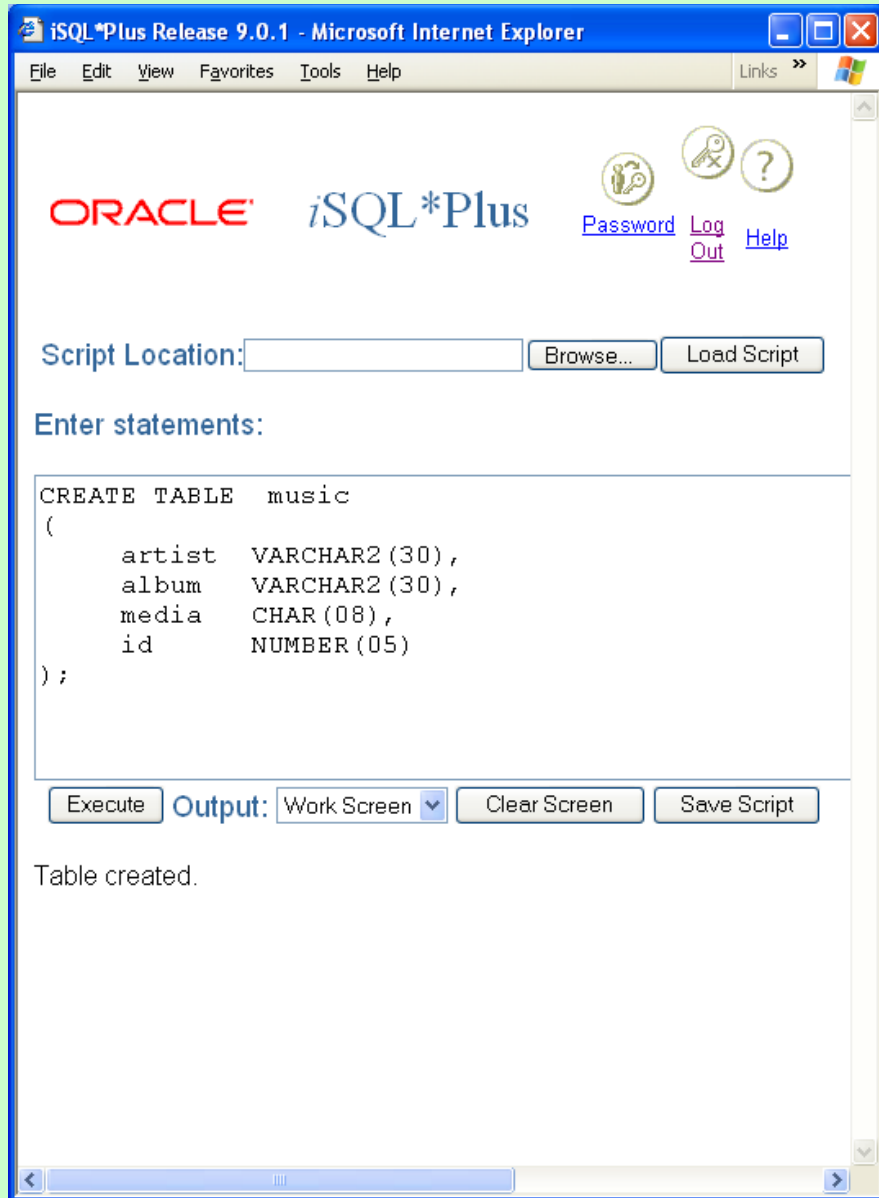 iSQL*Plus Release 9.0.1 - Microsoft Internet Explorer
File Edit View Favorites Tools Help Links »
ORACLE iSQL*Plus
Password Log Out Help
Script Location: Browse... Load Script
Enter statements:
CREATE TABLE  music
(
     artist  VARCHAR2(30),
     album   VARCHAR2(30),
     media   CHAR(08),
     id      NUMBER(05)
);
Execute Output: Work Screen Clear Screen Save Script
Table created.